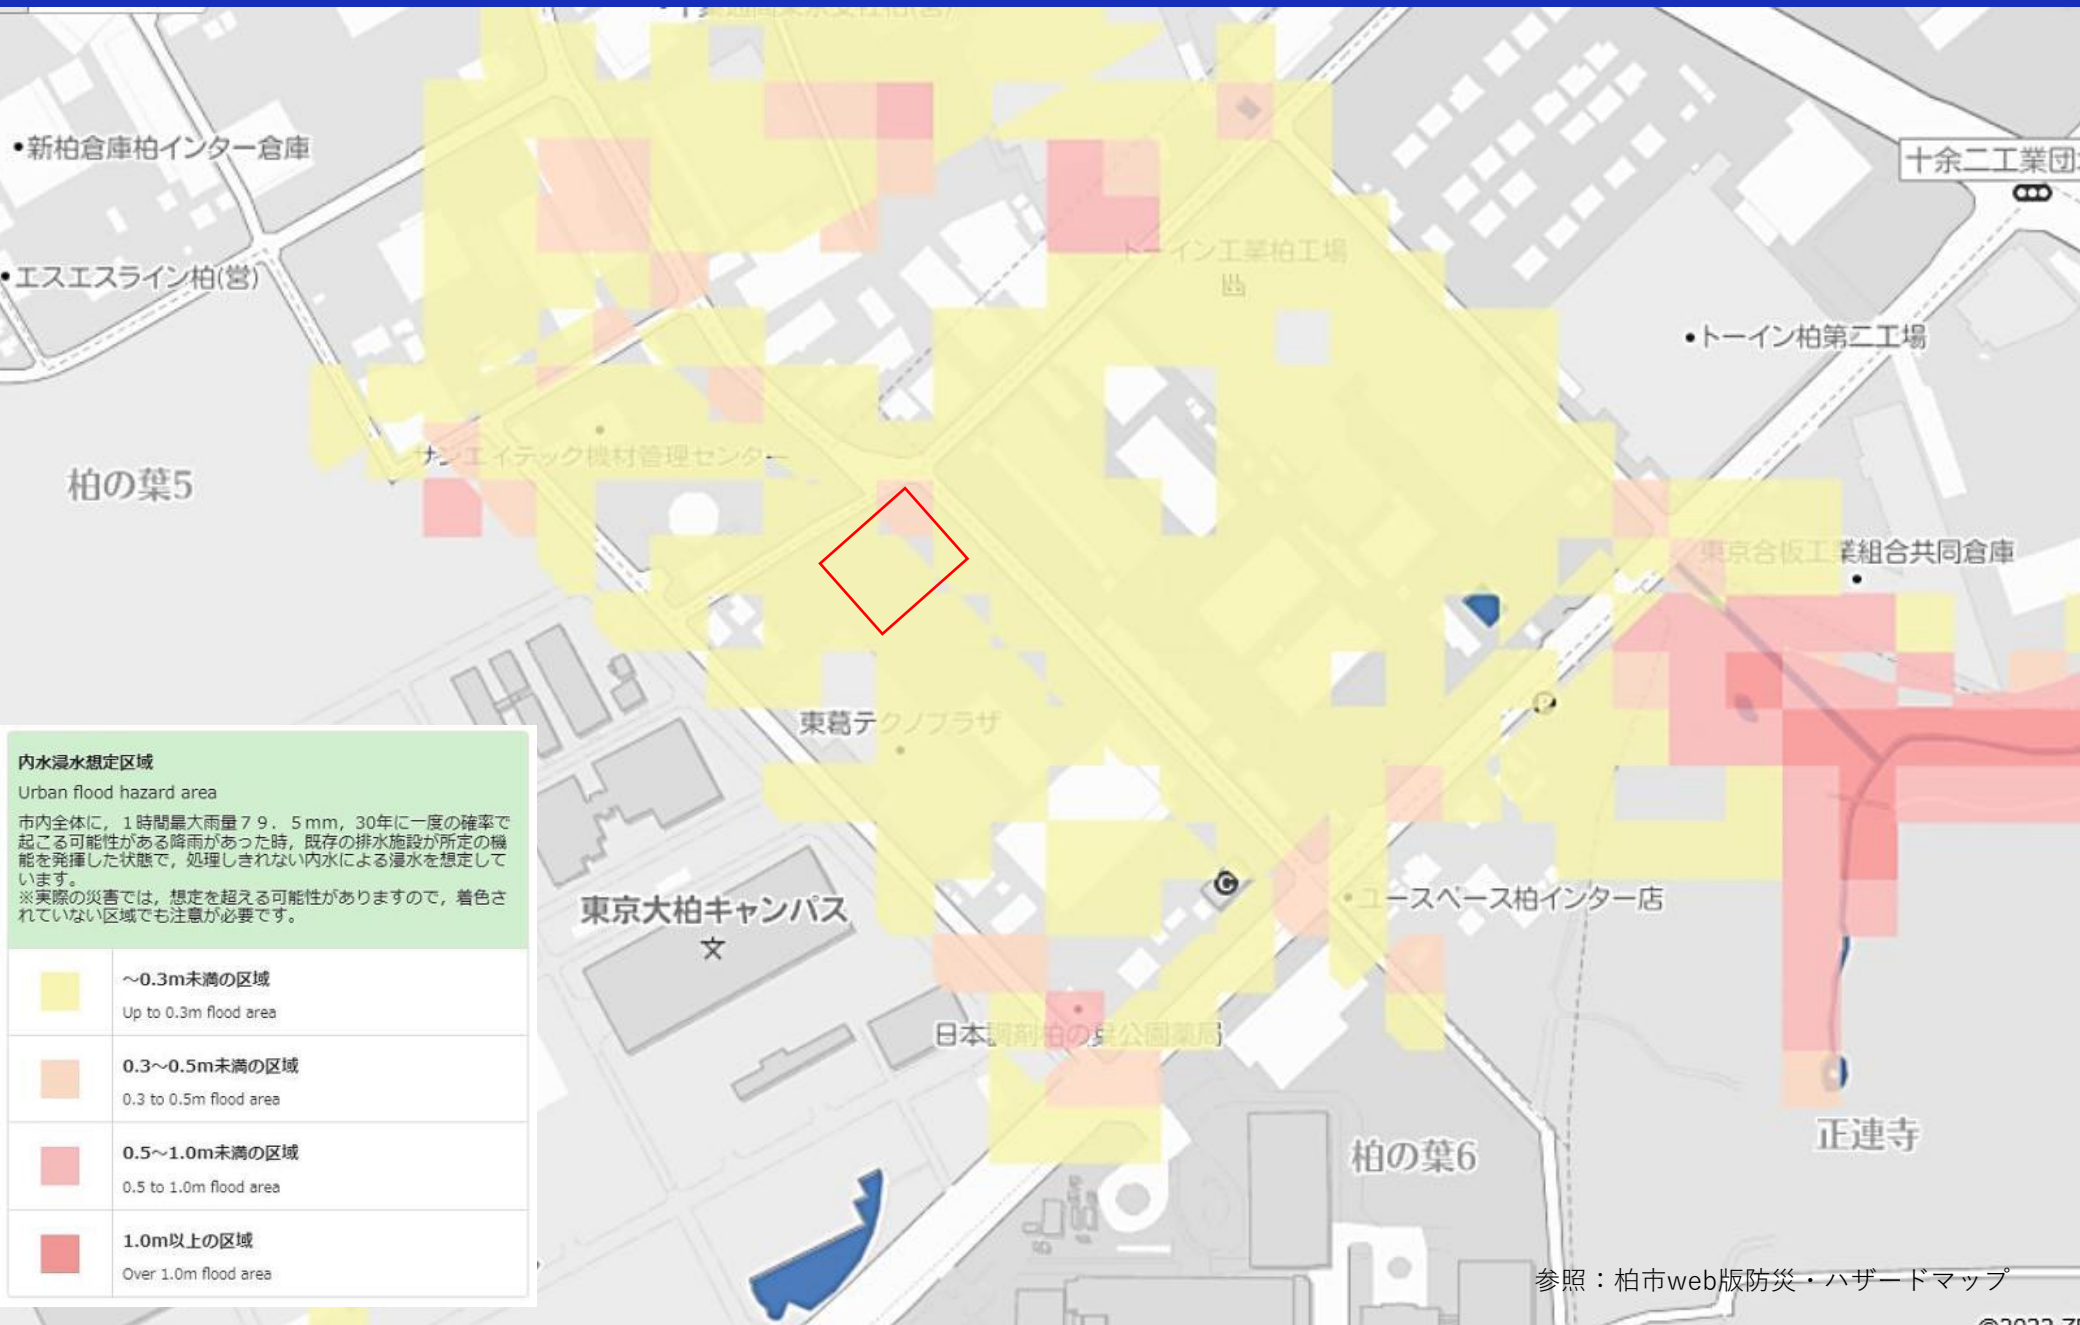 新柏倉庫柏インター倉庫
十余二工業団
エスエスライン柏(営)
トーイン工業柏工場
トーイン柏第二工場
サンエイテック機材管理センター
柏の葉5
東京合板工業組合共同倉庫
東葛テクノプラザ
内水浸水想定区域
Urban flood hazard area
市内全体に，１時間最大雨量７９．５mm，30年に一度の確率で
起こる可能性がある降雨があった時，既存の排水施設が所定の機
能を発揮した状態で，処理しきれない内水による浸水を想定して
います。
※実際の災害では，想定を超える可能性がありますので，着色さ
れていない区域でも注意が必要です。
～0.3m未満の区域
Up to 0.3m flood area
0.3～0.5m未満の区域
0.3 to 0.5m flood area
0.5～1.0m未満の区域
0.5 to 1.0m flood area
1.0m以上の区域
Over 1.0m flood area
東京大柏キャンパス
文
ユースペース柏インター店
日本調剤柏の葉公園薬局
正連寺
柏の葉6
参照：柏市web版防災・ハザードマップ